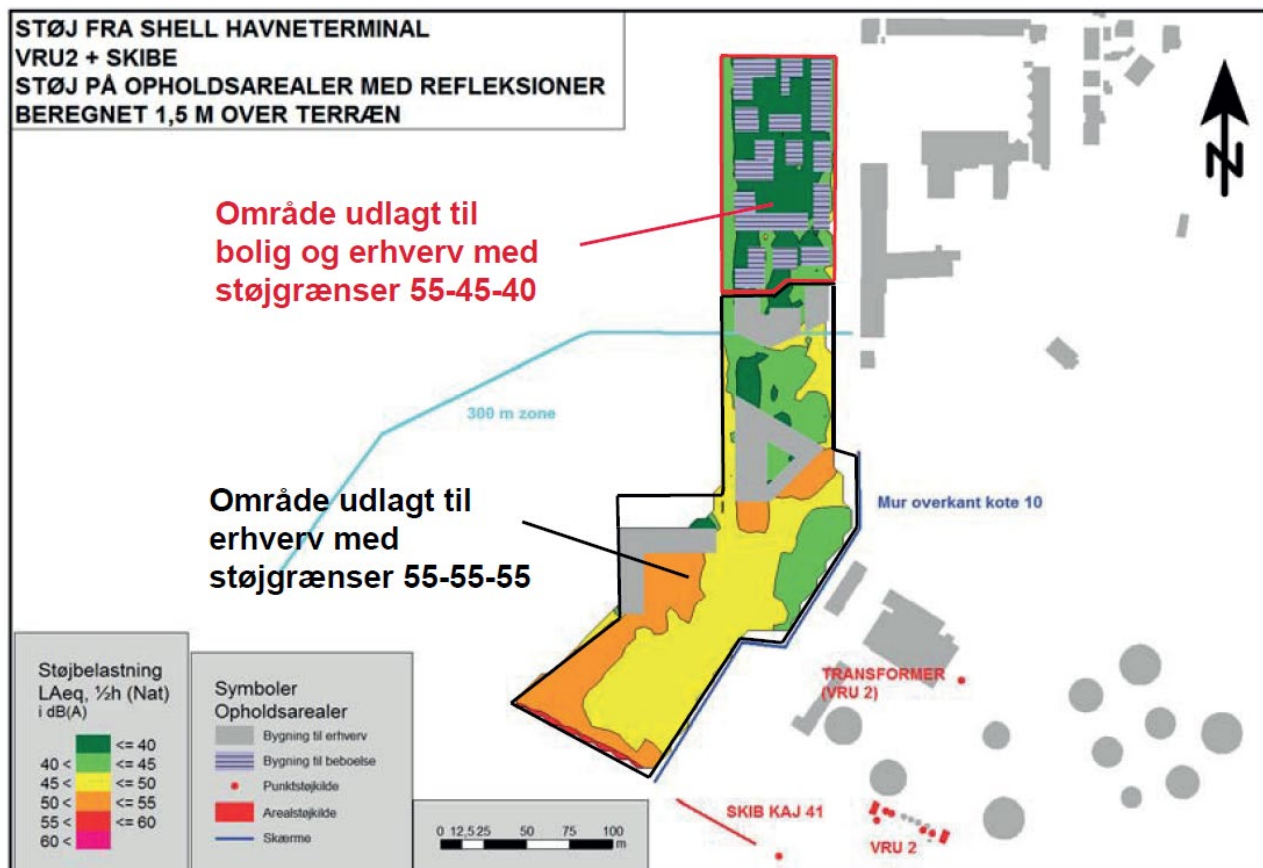 STØJ FRA SHELL HAVNETERMINAL
VRU2 + SKIBE
STØJ PÅ OPHOLDSAREALER MED REFLEKSIONER
BEREGNET 1,5 M OVER TERRÆN
N
Område udlagt til
bolig og erhverv med
støjgrænser 55-45-40
300 m zone
Område udlagt til
erhverv med
støjgrænser 55-55-55
Mur overkant kote 10
TRANSFORMER
(VRU 2)
SKIB KAJ 41
VRU 2
Støjbelastning
LAeq, ½h (Nat)
i dB(A)
<= 40
40 < <= 45
45 < <= 50
50 < <= 55
55 < <= 60
60 <
Symboler
Opholdsarealer
Bygning til erhverv
Bygning til beboelse
Punktstøjkilde
Arealstøjkilde
Skærme
0 12,5 25 50 75 100
m